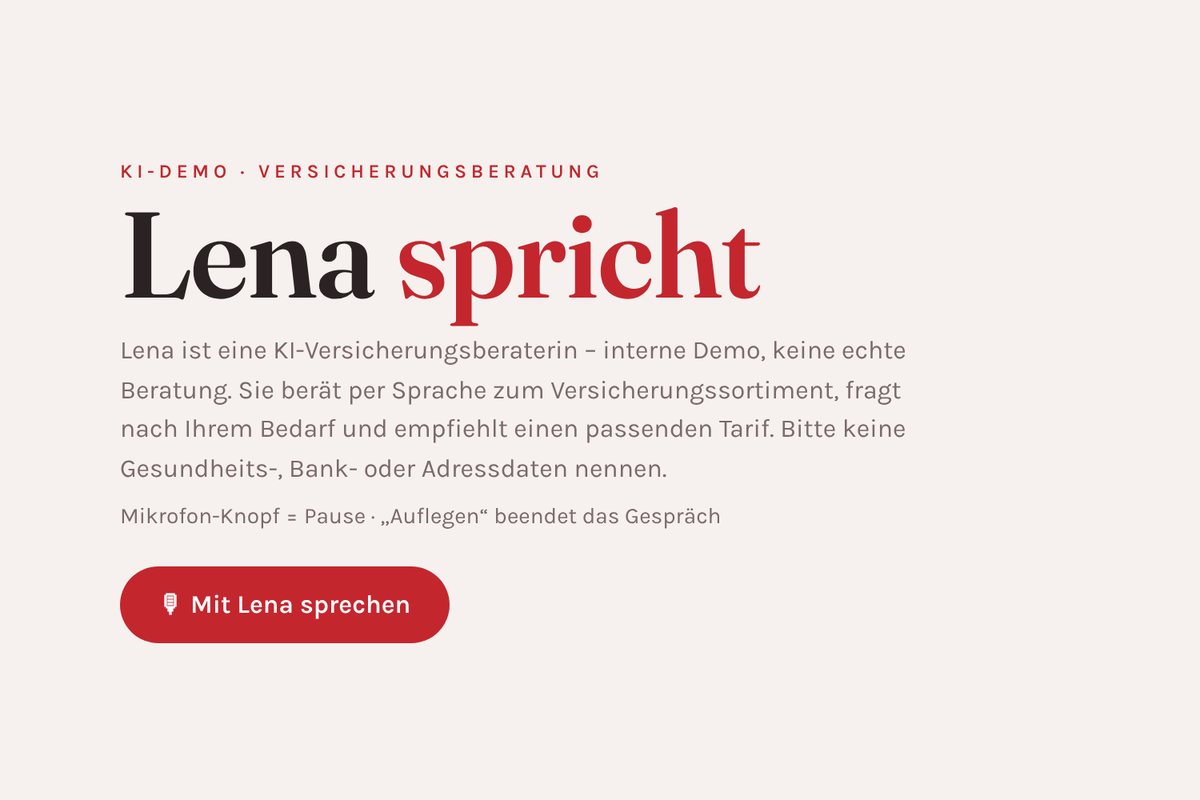 KI-DEMO · VERSICHERUNGSBERATUNG
Lena spricht
Lena ist eine KI-Versicherungsberaterin – interne Demo, keine echte
Beratung. Sie berät per Sprache zum Versicherungssortiment, fragt
nach Ihrem Bedarf und empfiehlt einen passenden Tarif. Bitte keine
Gesundheits-, Bank- oder Adressdaten nennen.
Mikrofon-Knopf = Pause · „Auflegen“ beendet das Gespräch
🎙 Mit Lena sprechen